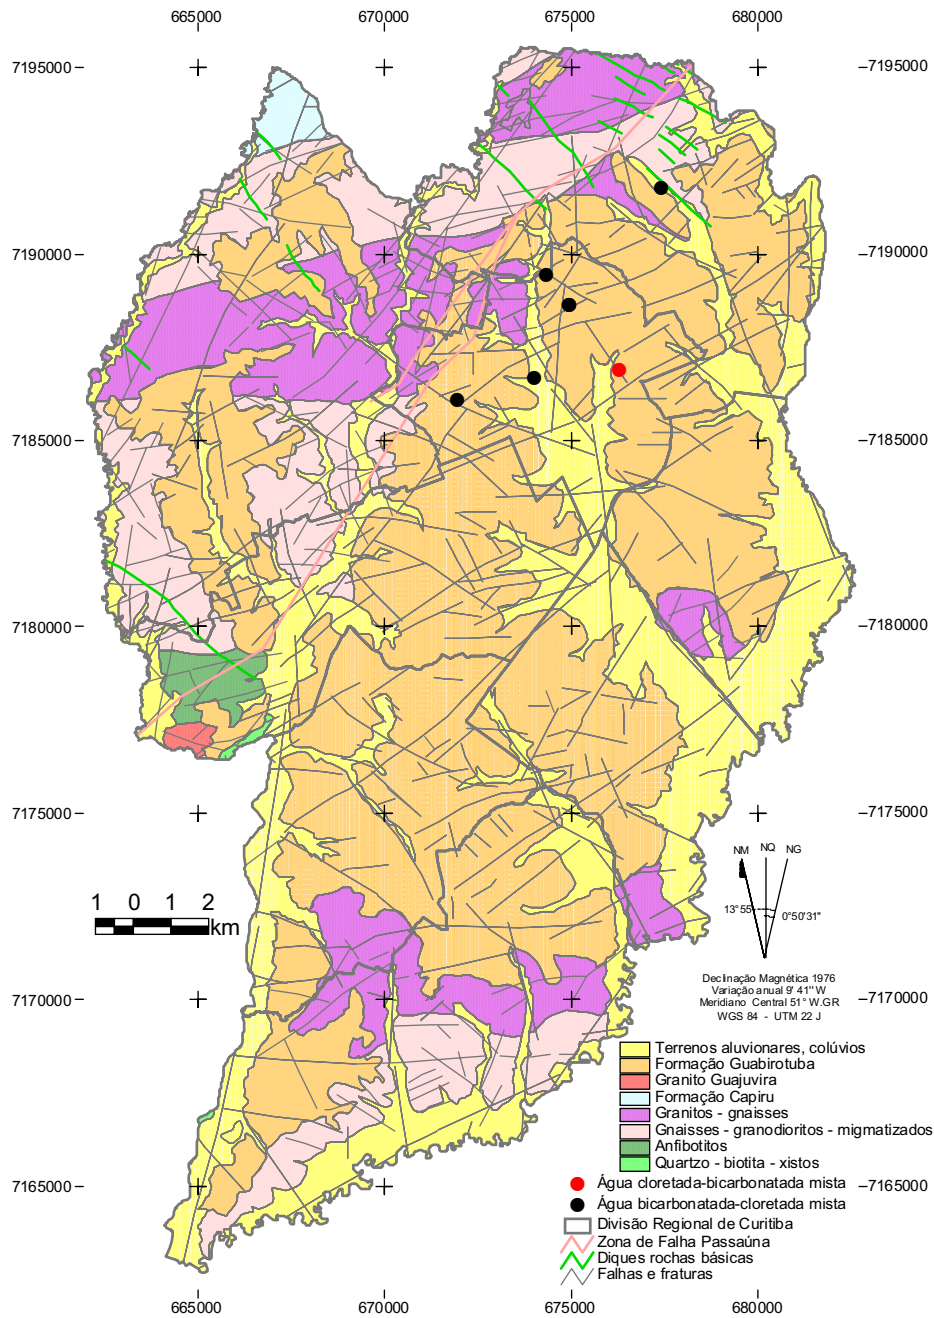 665000 670000 675000 680000
7195000 7195000
7190000 7190000
7185000 7185000
7180000 7180000
7175000 7175000
NM NQ NG
13°55' 0°50'31"
1 0 1 2
km
Declinação Magnética 1976
Variação anual 9' 41'' W
Meridiano Central 51° W.GR
WGS 84 - UTM 22 J
7170000 7170000
Terrenos aluvionares, colúvios
Formação Guabirotuba
Granito Guajuvira
Formação Capiru
Granitos - gnaisses
Gnaisses - granodioritos - migmatizados
Anfibotitos
Quartzo - biotita - xistos
7165000 7165000
Água cloretada-bicarbonatada mista
Água bicarbonatada-cloretada mista
Divisão Regional de Curitiba
Zona de Falha Passaúna
Diques rochas básicas
Falhas e fraturas
665000 670000 675000 680000